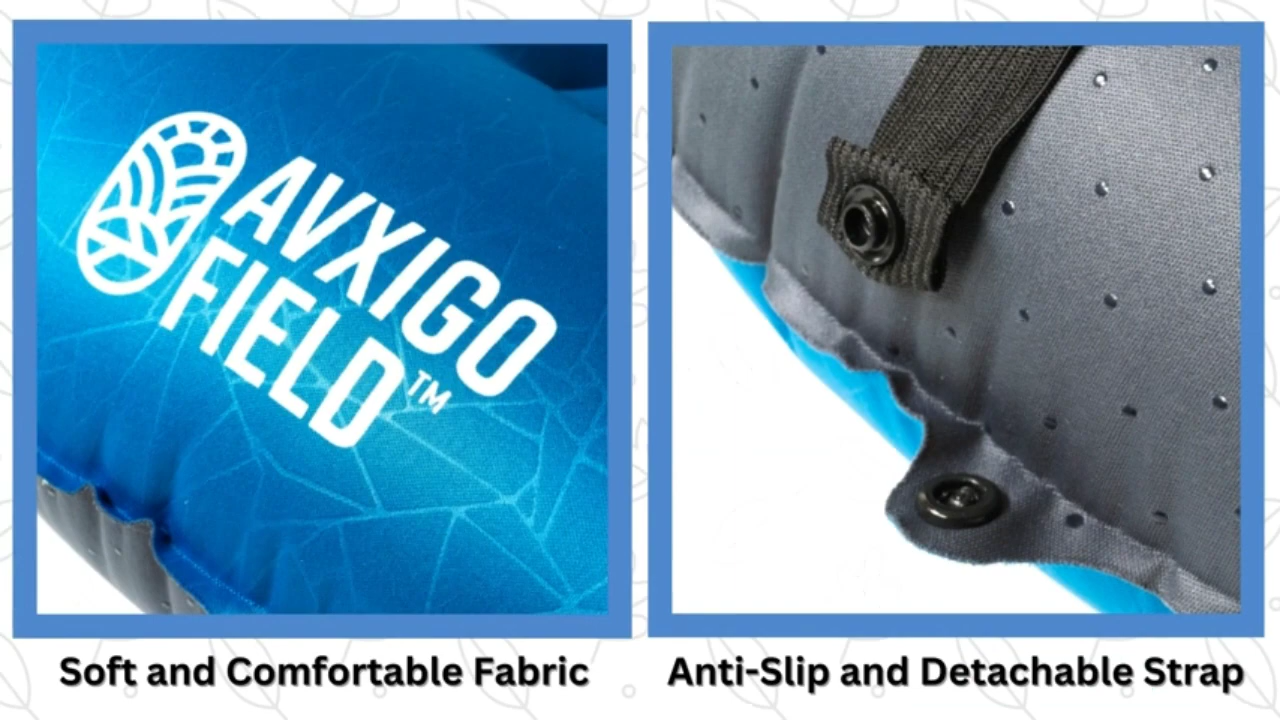 AVXIGO
FIELD™
Soft and Comfortable Fabric
Anti-Slip and Detachable Strap